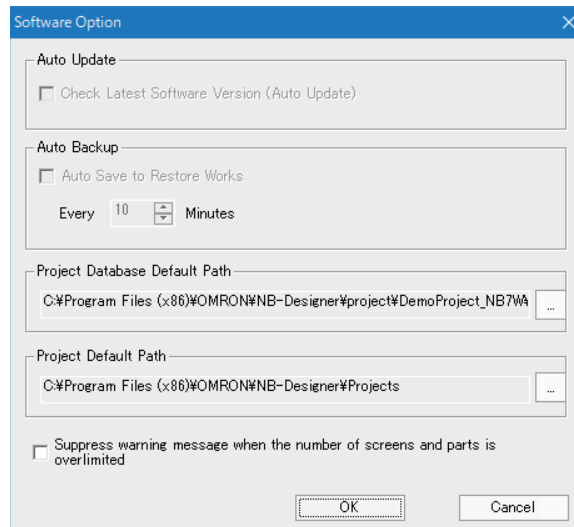 Software Option
Auto Update
Check Latest Software Version (Auto Update)
Auto Backup
Auto Save to Restore Works
Every 10 Minutes
Project Database Default Path
C:¥Program Files (x86)¥OMRON¥NB-Designer¥project¥DemoProject_NB7WA
...
Project Default Path
C:¥Program Files (x86)¥OMRON¥NB-Designer¥Projects
...
Suppress warning message when the number of screens and parts is
overlimited
OK Cancel